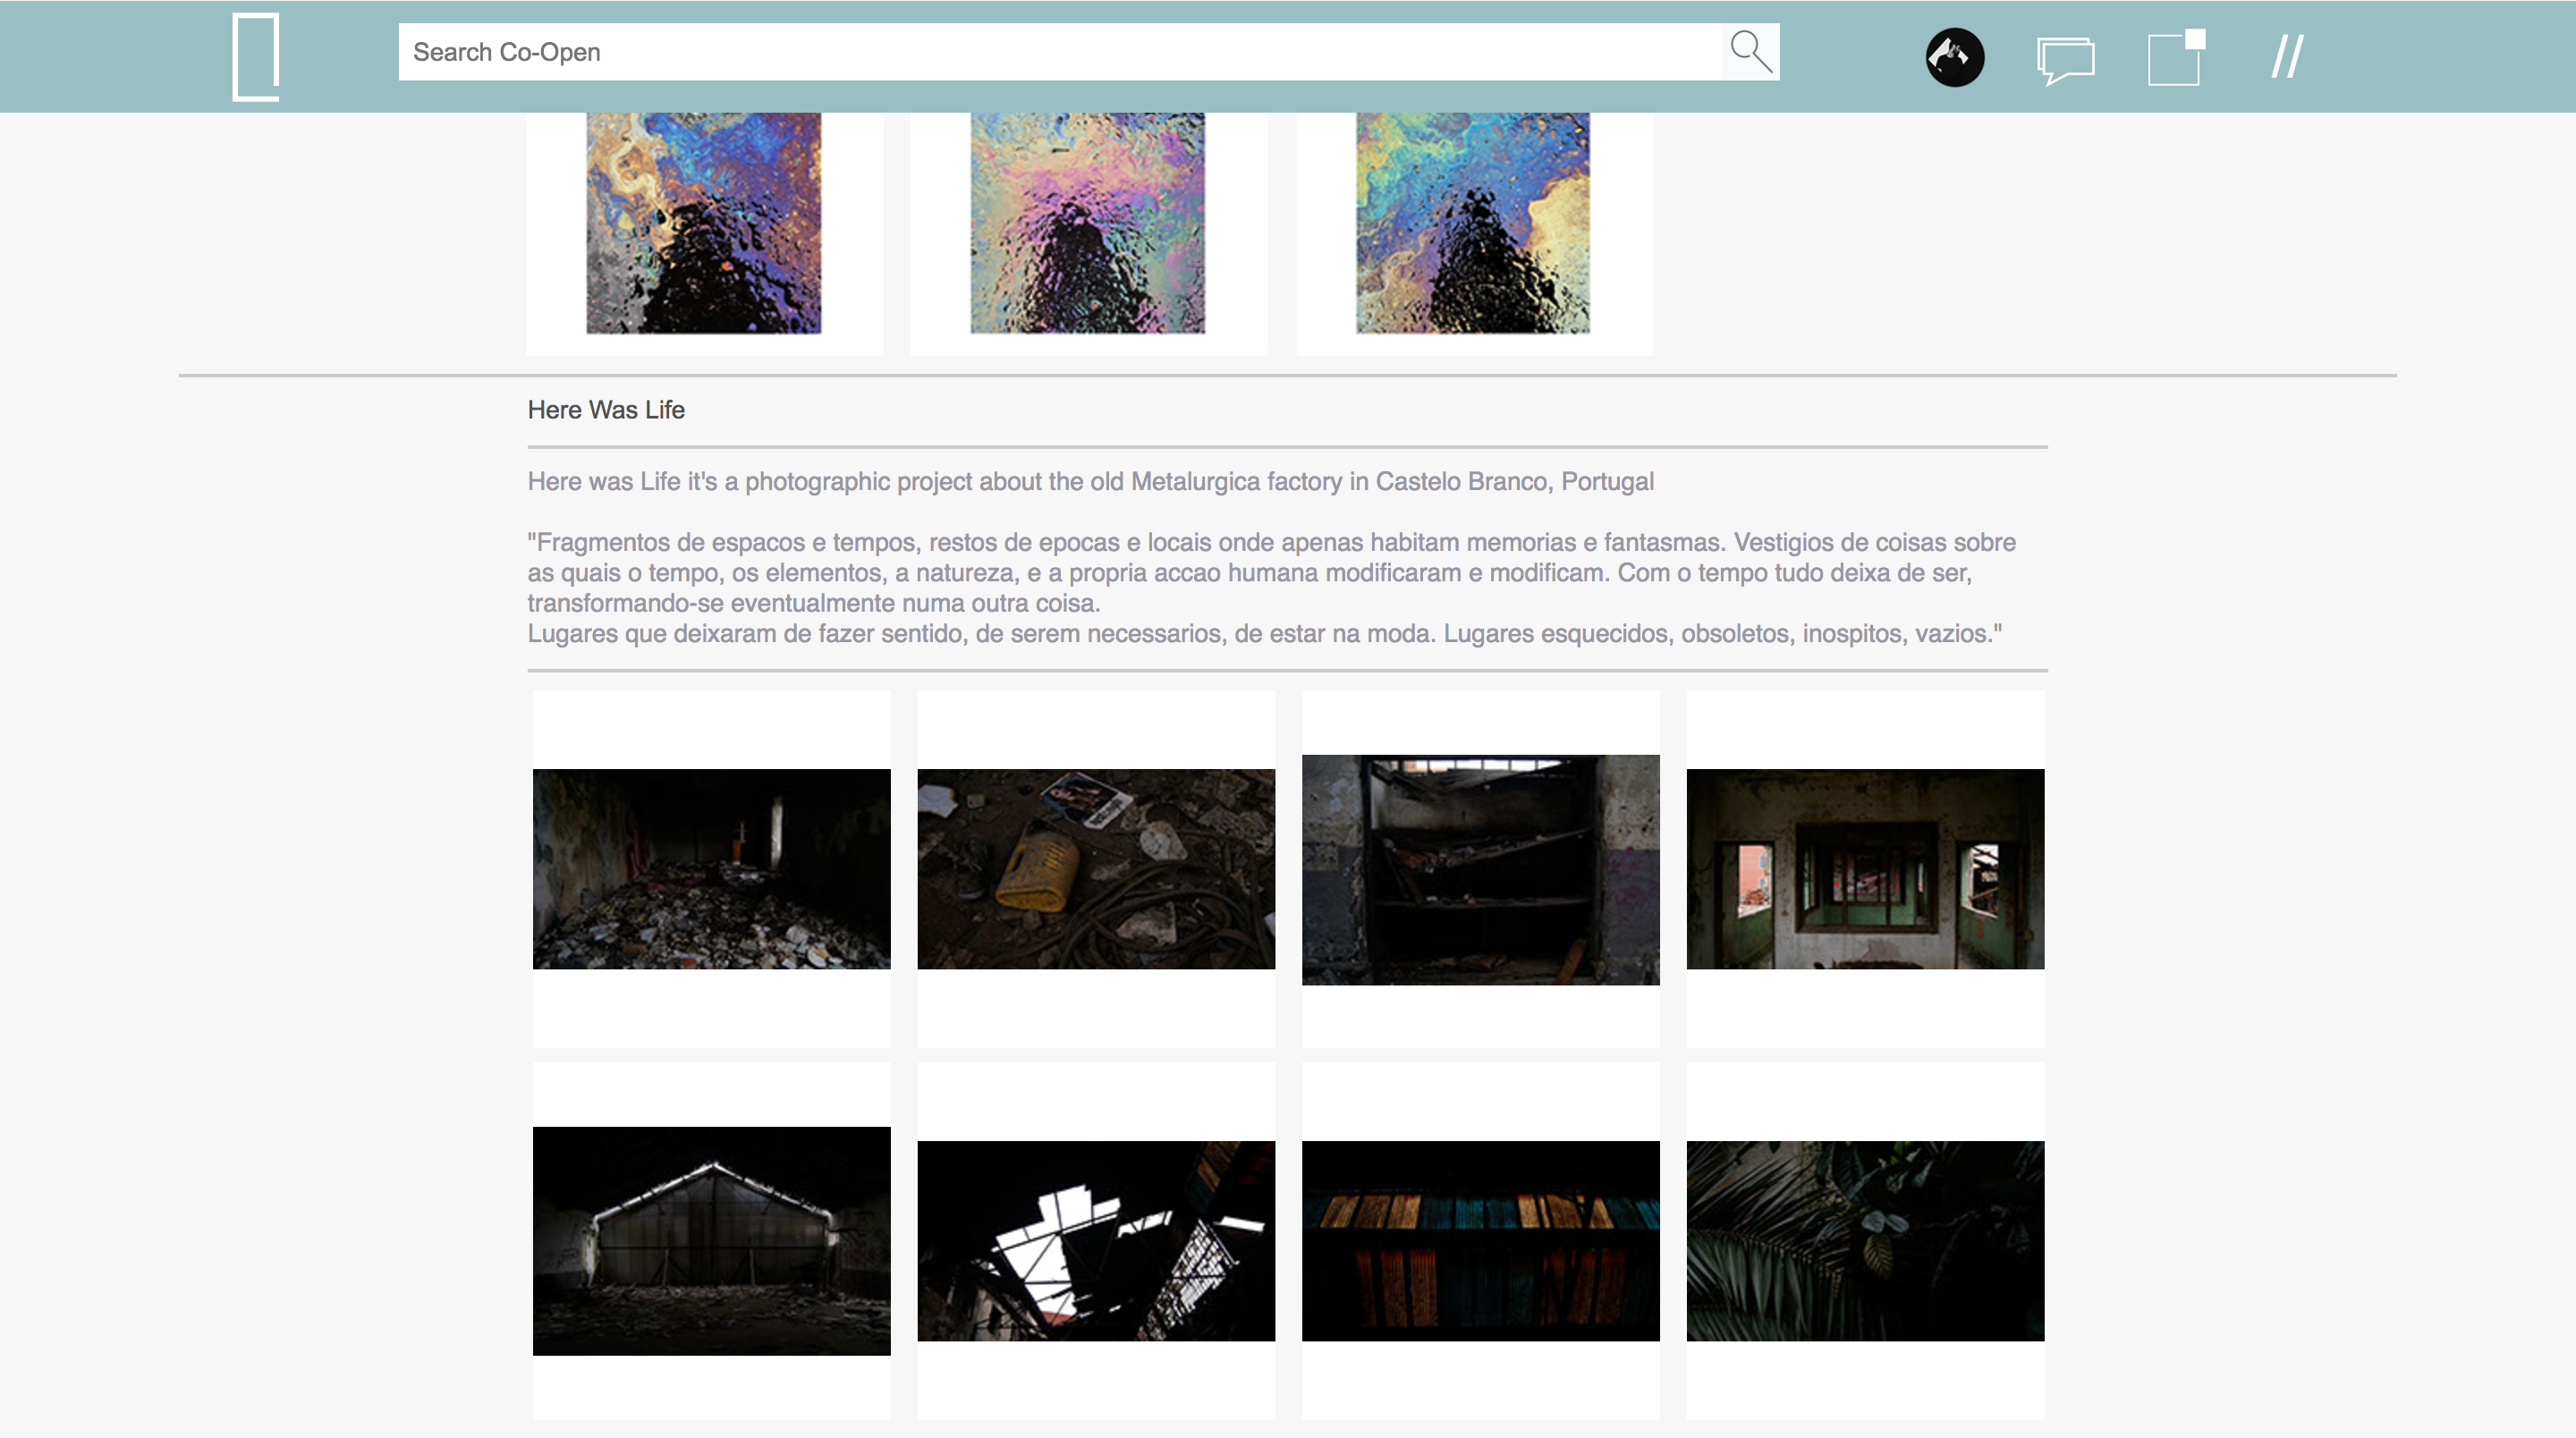 Search Co-Open
Here Was Life
Here was Life it's a photographic project about the old Metalurgica factory in Castelo Branco, Portugal
"Fragmentos de espacos e tempos, restos de epocas e locais onde apenas habitam memorias e fantasmas. Vestigios de coisas sobre
as quais o tempo, os elementos, a natureza, e a propria accao humana modificaram e modificam. Com o tempo tudo deixa de ser,
transformando-se eventualmente numa outra coisa.
Lugares que deixaram de fazer sentido, de serem necessarios, de estar na moda. Lugares esquecidos, obsoletos, inospitos, vazios."